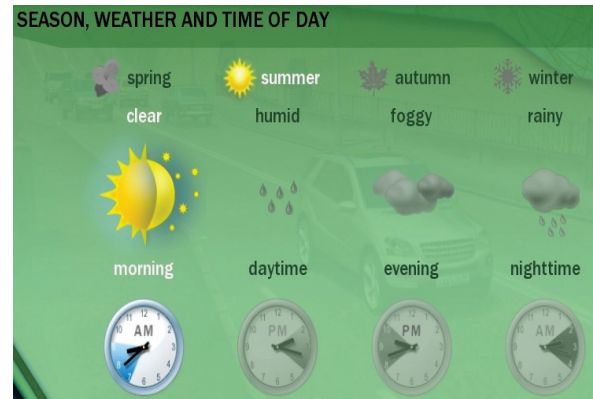 SEASON, WEATHER AND TIME OF DAY
spring summer autumn winter
clear humid foggy rainy
morning daytime evening nighttime
AM PM PM AM